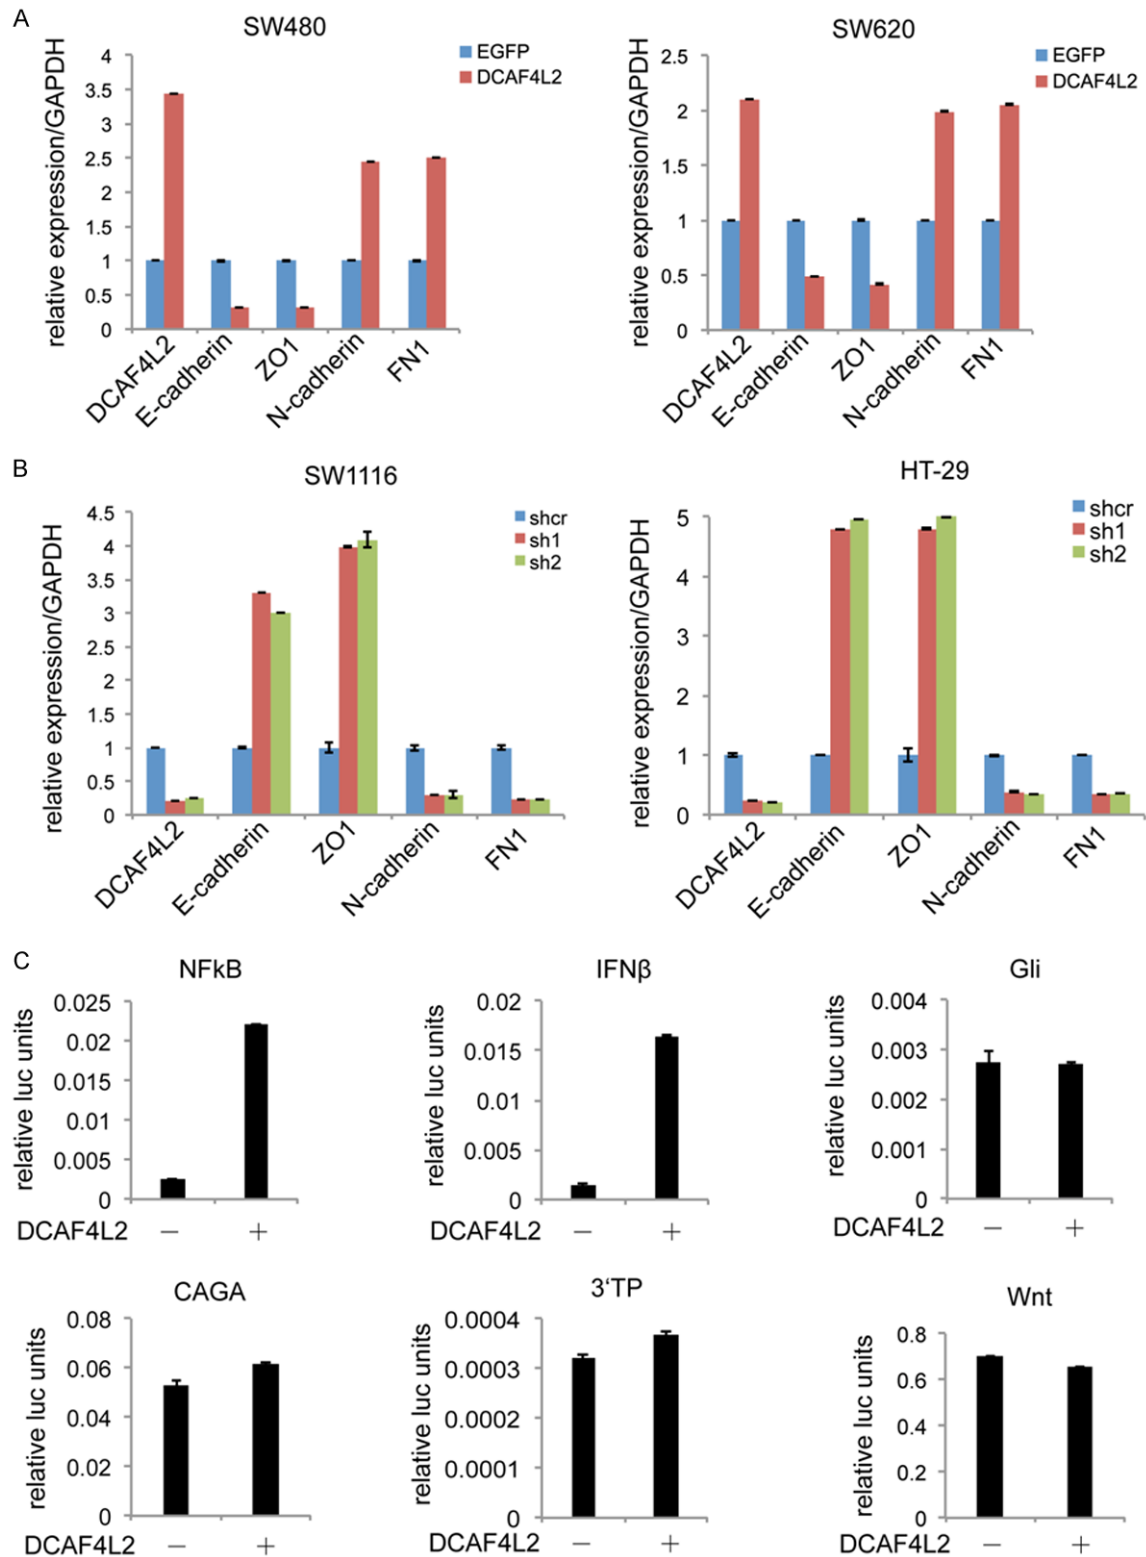 A
SW480
relative expression/GAPDH
4
3.5
3
2.5
2
1.5
1
0.5
0
EGFP
DCAF4L2
DCAF4L2
E-cadherin
ZO1
N-cadherin
FN1
SW620
relative expression/GAPDH
2.5
2
1.5
1
0.5
0
EGFP
DCAF4L2
DCAF4L2
E-cadherin
ZO1
N-cadherin
FN1
B
SW1116
relative expression/GAPDH
4.5
4
3.5
3
2.5
2
1.5
1
0.5
0
shcr
sh1
sh2
DCAF4L2
E-cadherin
ZO1
N-cadherin
FN1
HT-29
relative expression/GAPDH
5
4
3
2
1
0
shcr
sh1
sh2
DCAF4L2
E-cadherin
ZO1
N-cadherin
FN1
C
NFkB
relative luc units
0.025
0.02
0.015
0.01
0.005
0
DCAF4L2 − +
IFNβ
relative luc units
0.02
0.015
0.01
0.005
0
DCAF4L2 − +
Gli
relative luc units
0.004
0.003
0.002
0.001
0
DCAF4L2 − +
CAGA
relative luc units
0.08
0.06
0.04
0.02
0
DCAF4L2 − +
3‘TP
relative luc units
0.0004
0.0003
0.0002
0.0001
0
DCAF4L2 − +
Wnt
relative luc units
0.8
0.6
0.4
0.2
0
DCAF4L2 − +